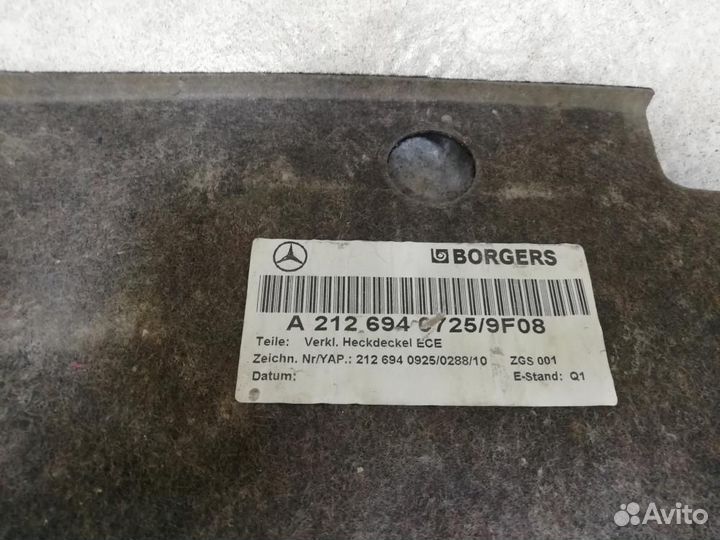 BORGERS
A 212 694 0725/9F08
Teile: Verkl. Heckdeckel ECE
Zeichn. Nr/YAP.: 212 694 0925/0288/10 ZGS 001
Datum: E-Stand: Q1
Avito